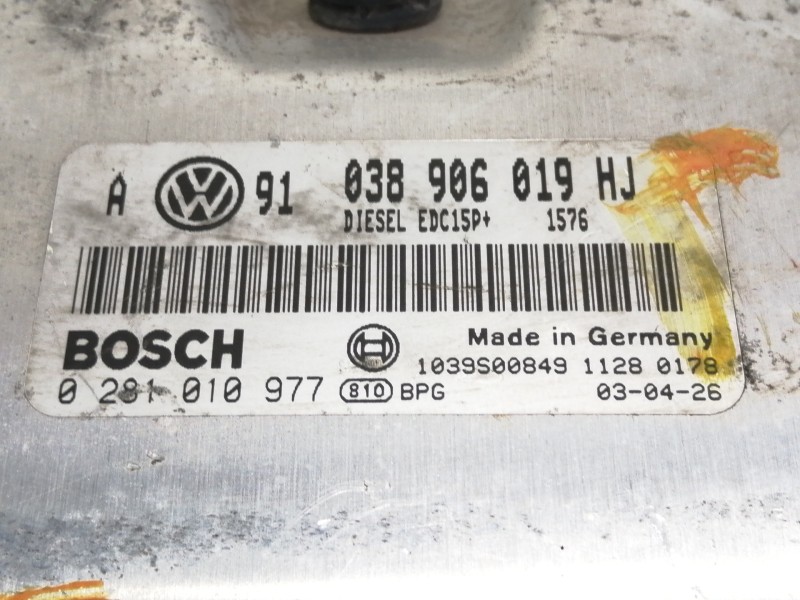 A VW 91 038 906 019 HJ
DIESEL EDC15P+ 1576
BOSCH
Made in Germany
1039S00849 1128 0178
0 281 010 977 810 BPG 03-04-26